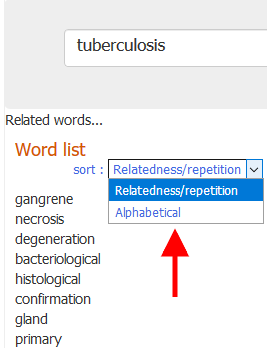 tuberculosis
Related words...
Word list
sort : Relatedness/repetition
Relatedness/repetition
Alphabetical
gangrene
necrosis
degeneration
bacteriological
histological
confirmation
gland
primary